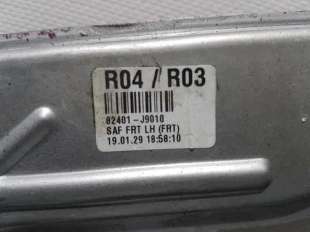 R04 / R03
82401-J9010
SAF FRT LH (FRT)
19.01.29 18:58:10